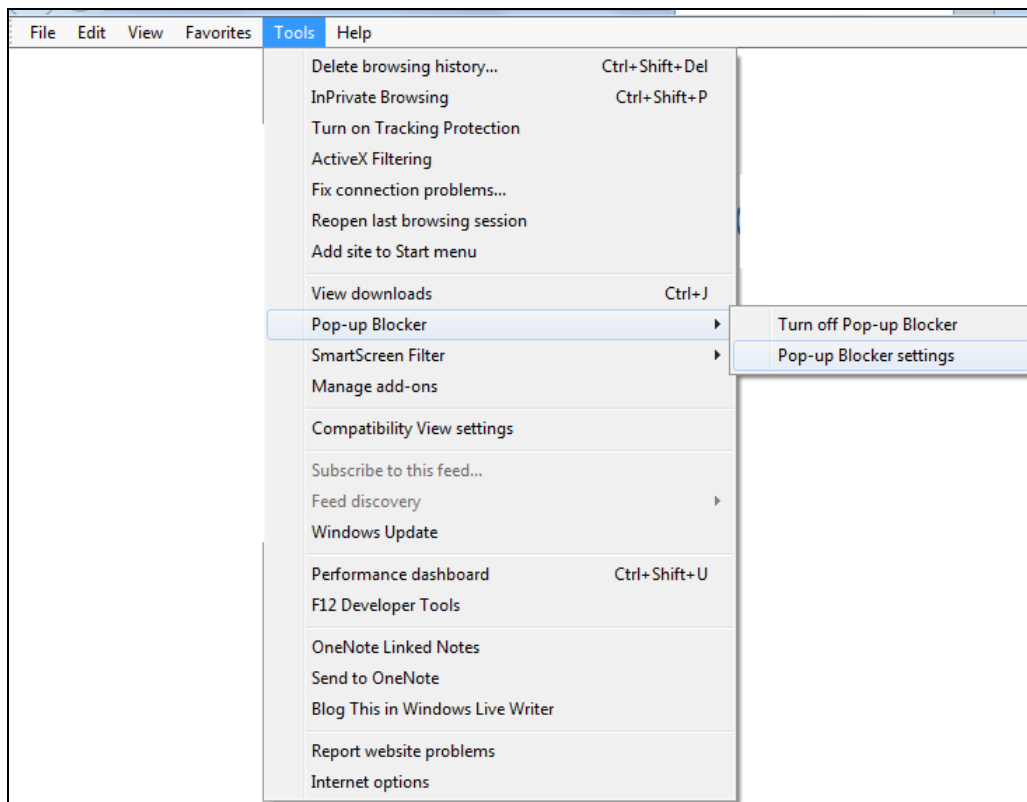 File Edit View Favorites Tools Help
Delete browsing history... Ctrl+Shift+Del
InPrivate Browsing Ctrl+Shift+P
Turn on Tracking Protection
ActiveX Filtering
Fix connection problems...
Reopen last browsing session
Add site to Start menu
View downloads Ctrl+J
Pop-up Blocker
Turn off Pop-up Blocker
Pop-up Blocker settings
SmartScreen Filter
Manage add-ons
Compatibility View settings
Subscribe to this feed...
Feed discovery
Windows Update
Performance dashboard Ctrl+Shift+U
F12 Developer Tools
OneNote Linked Notes
Send to OneNote
Blog This in Windows Live Writer
Report website problems
Internet options